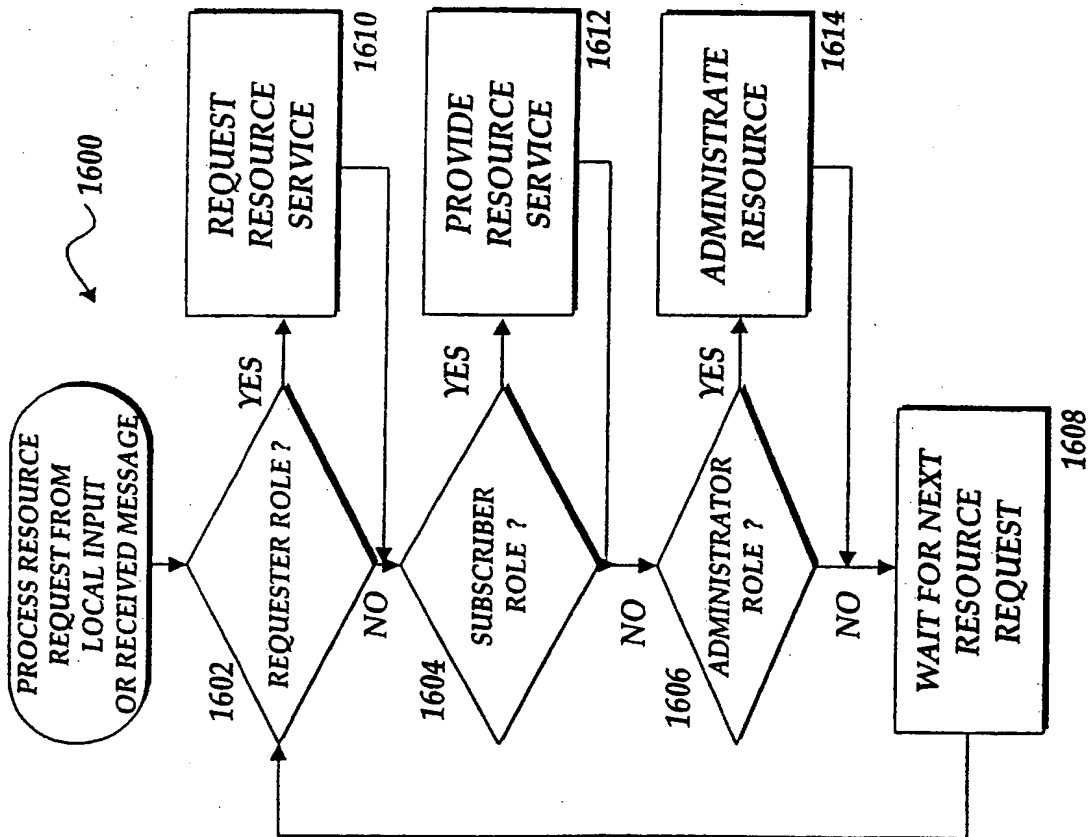 1600
PROCESS RESOURCE
REQUEST FROM
LOCAL INPUT
OR RECEIVED MESSAGE
1602
REQUESTER ROLE ?
YES
NO
REQUEST
RESOURCE
SERVICE
1610
1604
SUBSCRIBER
ROLE ?
YES
NO
PROVIDE
RESOURCE
SERVICE
1612
1606
ADMINISTRATOR
ROLE ?
YES
NO
ADMINISTRATE
RESOURCE
1614
WAIT FOR NEXT
RESOURCE
REQUEST
1608